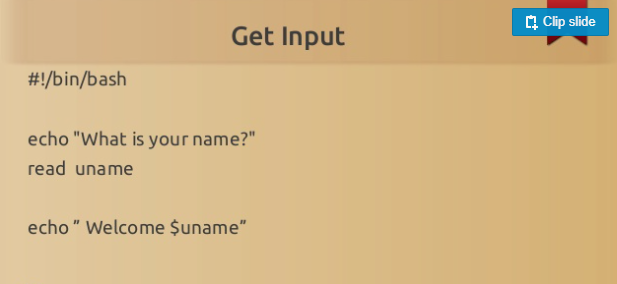 Get Input
Clip slide
#!/bin/bash
echo "What is your name?"
read  uname
echo ” Welcome $uname”